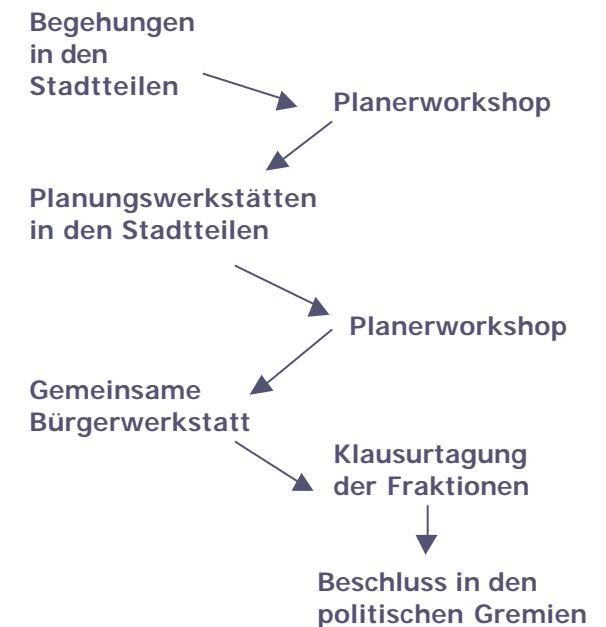 Begehungen
in den
Stadtteilen
Planerworkshop
Planungswerkstätten
in den Stadtteilen
Planerworkshop
Gemeinsame
Bürgerwerkstatt
Klausurtagung
der Fraktionen
Beschluss in den
politischen Gremien